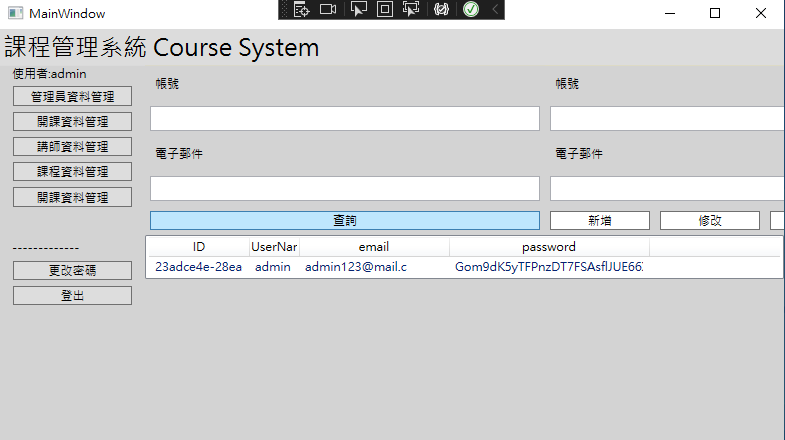 MainWindow
課程管理系統 Course System
使用者:admin
管理員資料管理
開課資料管理
講師資料管理
課程資料管理
開課資料管理
-------------
更改密碼
登出
帳號 帳號
電子郵件 電子郵件
查詢 新增 修改
ID UserNar email password
23adce4e-28ea admin admin123@mail.c Gom9dK5yTFPnzDT7FSAsflJUE66